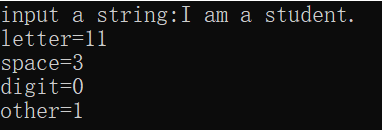 input a string:I am a student.
letter=11
space=3
digit=0
other=1